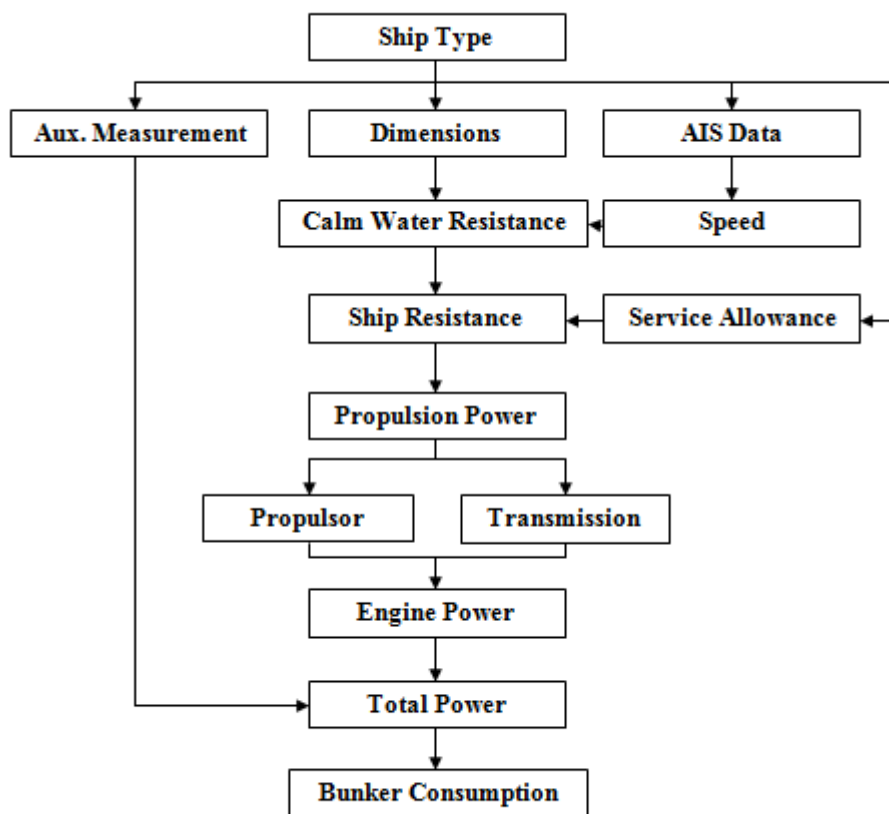 Ship Type
Aux. Measurement
Dimensions
AIS Data
Calm Water Resistance
Speed
Ship Resistance
Service Allowance
Propulsion Power
Propulsor
Transmission
Engine Power
Total Power
Bunker Consumption